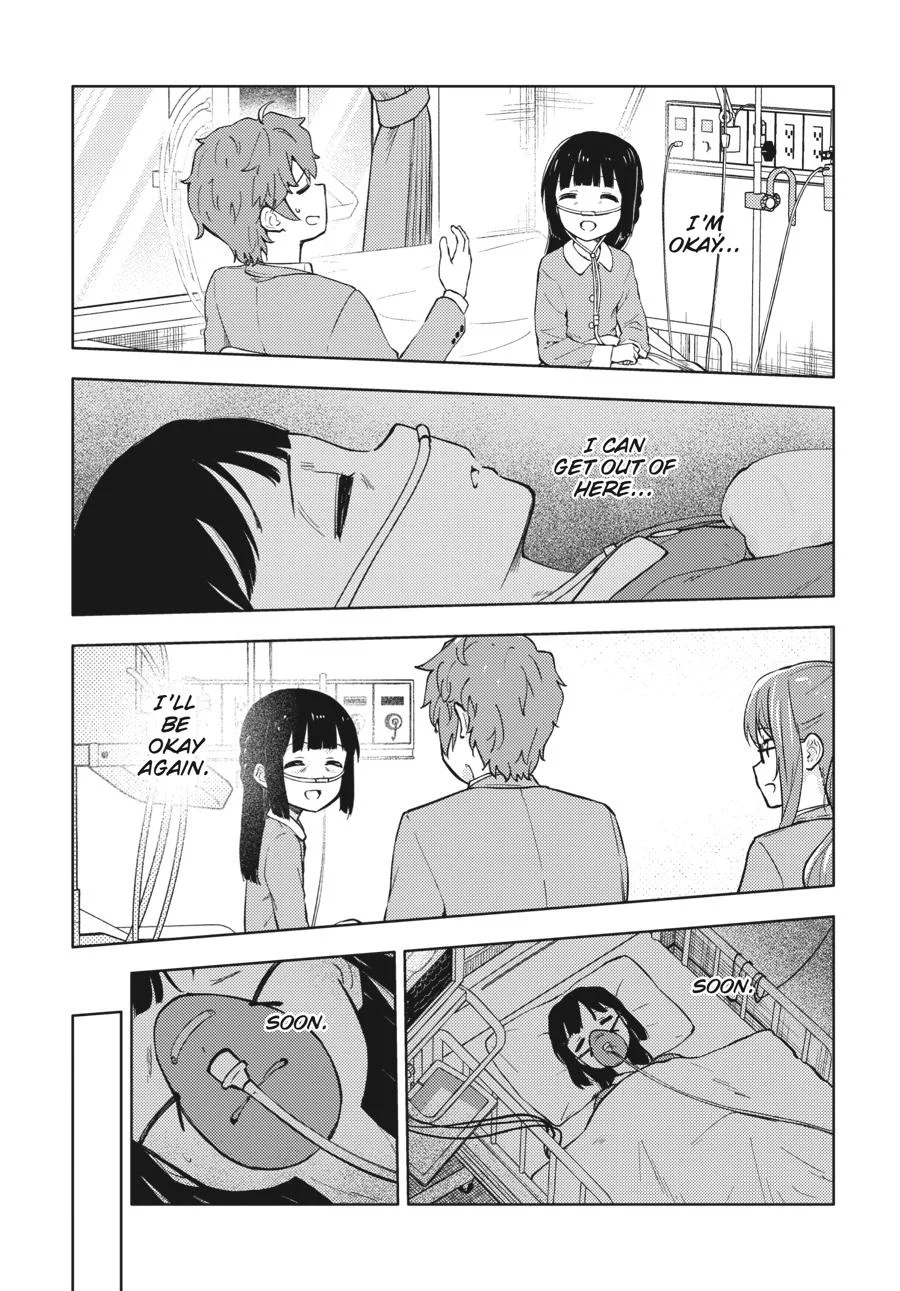 I'M
OKAY...
I CAN
GET OUT OF
HERE...
I'LL
BE
OKAY
AGAIN.
SOON.
SOON.